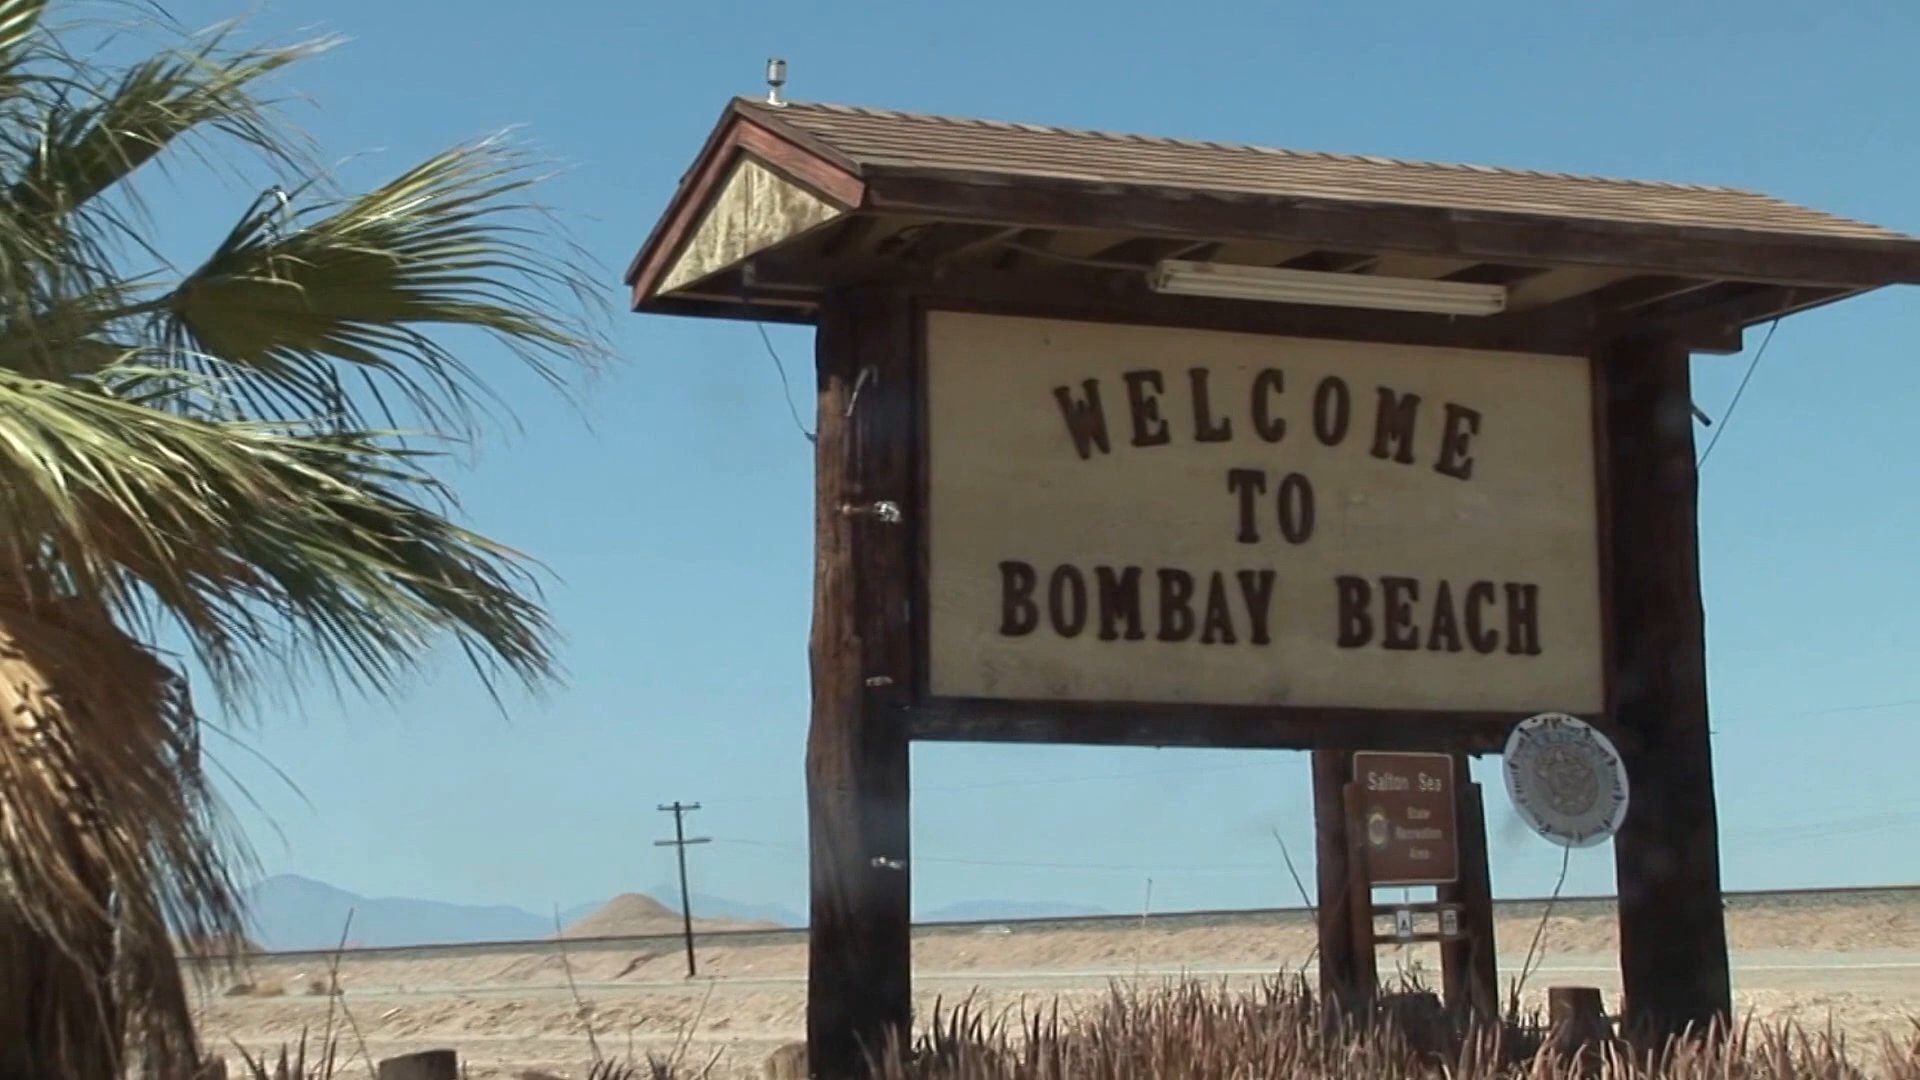 WELCOME
TO
BOMBAY BEACH
Salton Sea
State
Recreation
Area